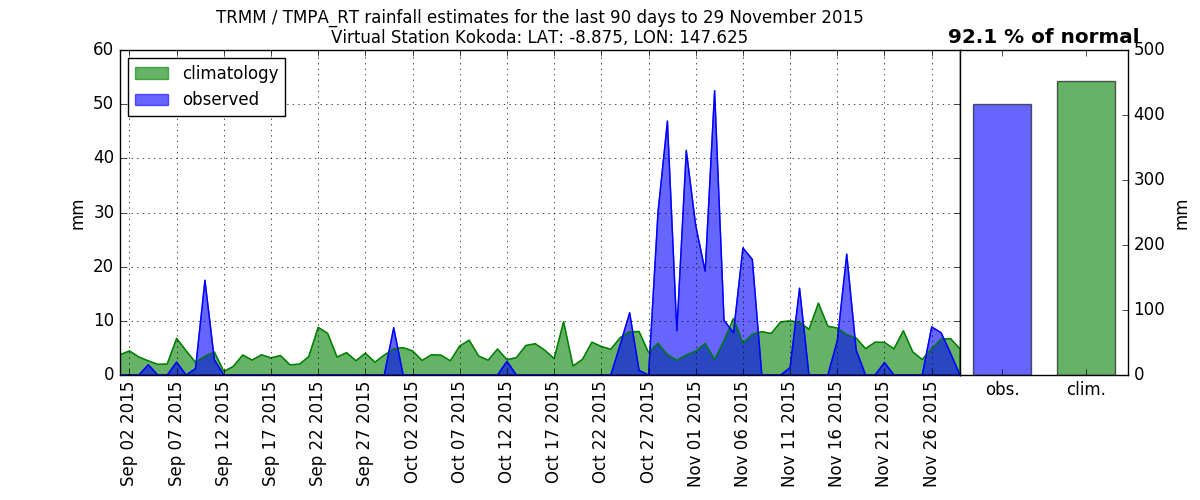 TRMM / TMPA_RT rainfall estimates for the last 90 days to 29 November 2015
Virtual Station Kokoda: LAT: -8.875, LON: 147.625
92.1 % of normal
climatology
observed
60
50
40
30
20
10
0
mm
Sep 02 2015
Sep 07 2015
Sep 12 2015
Sep 17 2015
Sep 22 2015
Sep 27 2015
Oct 02 2015
Oct 07 2015
Oct 12 2015
Oct 17 2015
Oct 22 2015
Oct 27 2015
Nov 01 2015
Nov 06 2015
Nov 11 2015
Nov 16 2015
Nov 21 2015
Nov 26 2015
obs.
clim.
500
400
300
200
100
0
mm